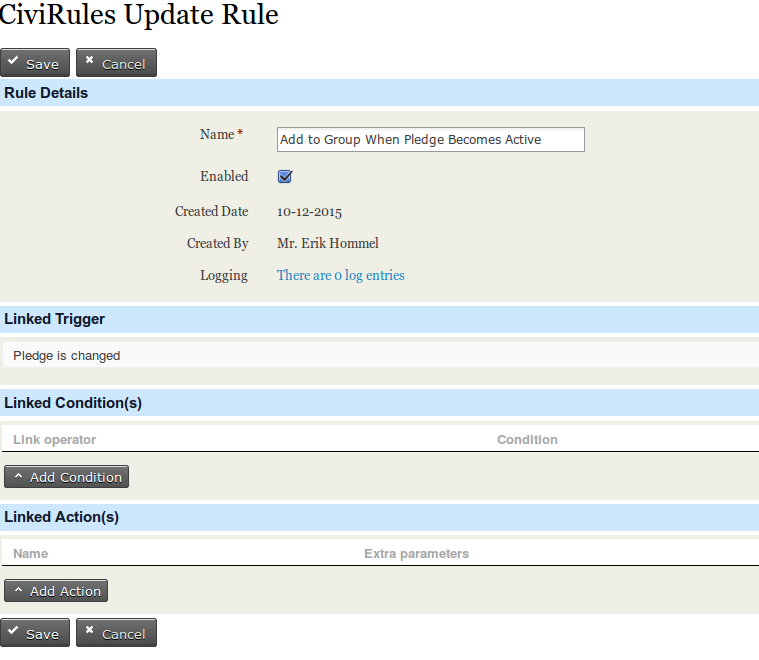 CiviRules Update Rule
Save Cancel
Rule Details
Name * Add to Group When Pledge Becomes Active
Enabled
Created Date 10-12-2015
Created By Mr. Erik Hommel
Logging There are 0 log entries
Linked Trigger
Pledge is changed
Linked Condition(s)
Link operator Condition
Add Condition
Linked Action(s)
Name Extra parameters
Add Action
Save Cancel